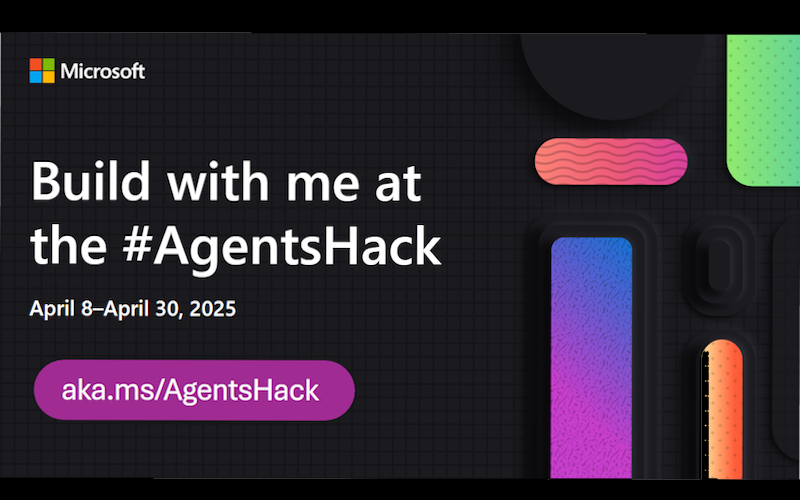 Microsoft
Build with me at
the #AgentsHack
April 8–April 30, 2025
aka.ms/AgentsHack